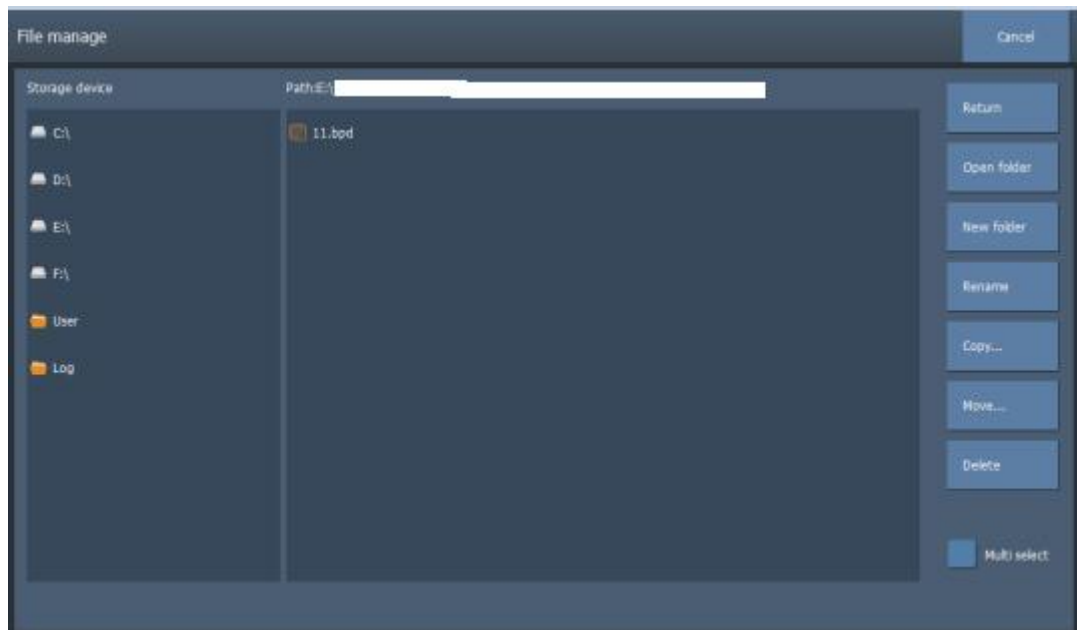 File manage
Cancel
Storage device
Path:E:\
C:\
D:\
E:\
F:\
User
Log
11.bpd
Return
Open folder
New folder
Rename
Copy...
Move...
Delete
Multi select